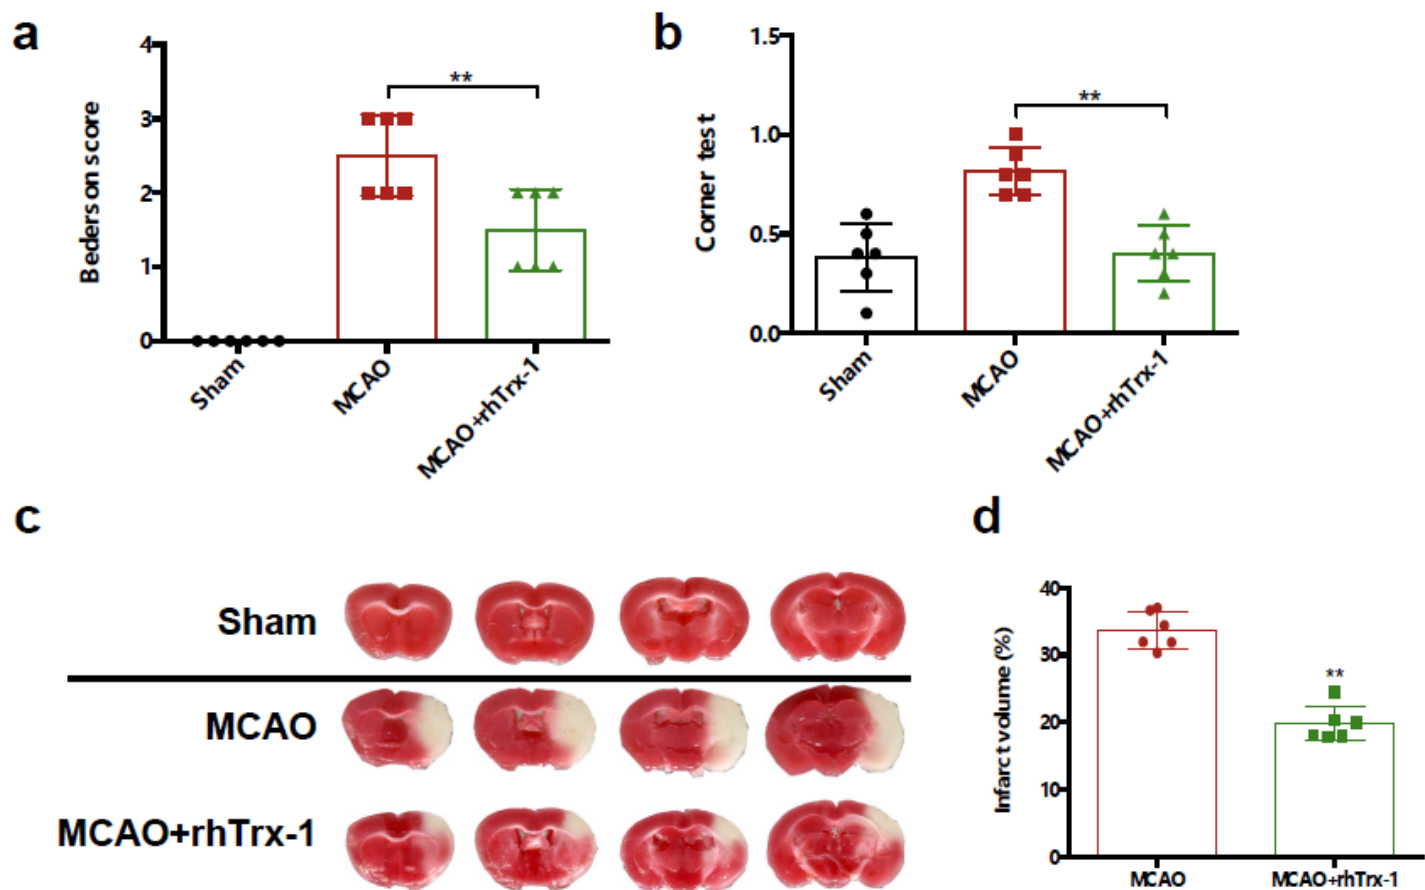 a
Bederson score
4
3
2
1
0
**
Sham
MCAO
MCAO+rhTrx-1
b
Corner test
1.5
1.0
0.5
0.0
**
Sham
MCAO
MCAO+rhTrx-1
c
Sham
MCAO
MCAO+rhTrx-1
d
Infarct volume (%)
40
30
20
10
0
**
MCAO
MCAO+rhTrx-1